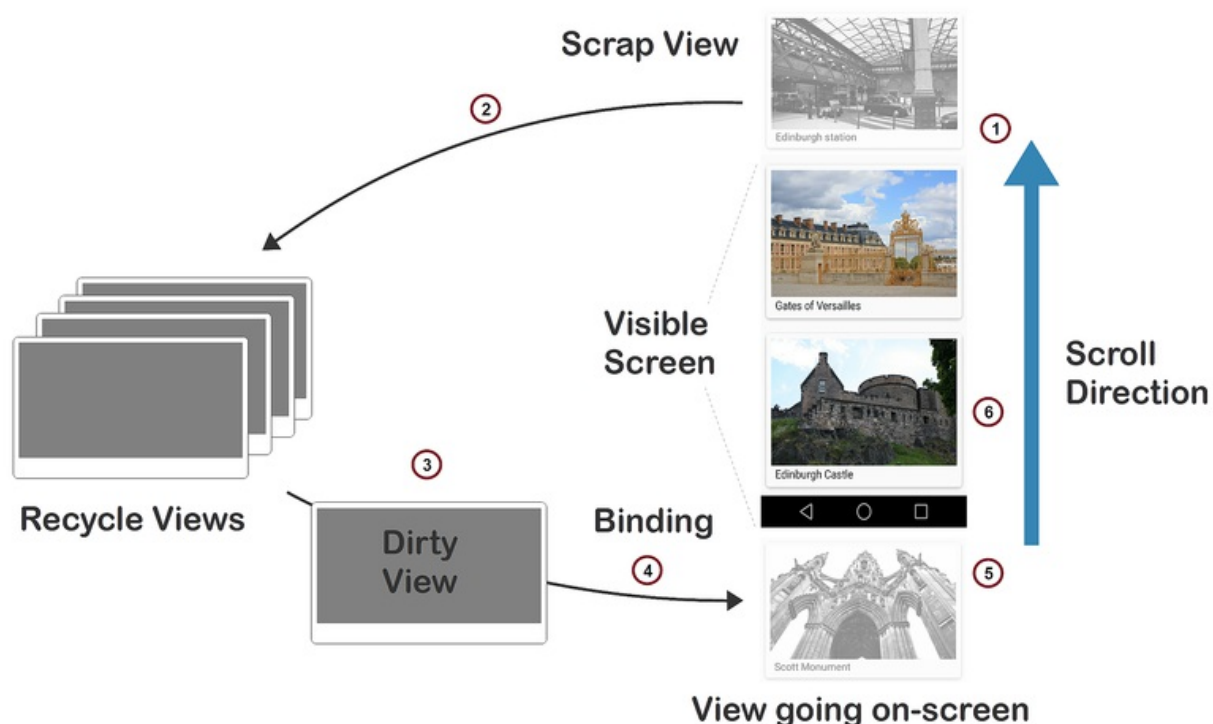 Scrap View
2
Edinburgh station
1
Gates of Versailles
Visible
Screen
Scroll
Direction
6
Edinburgh Castle
3
Recycle Views
Dirty
View
Binding
4
5
Scott Monument
View going on-screen